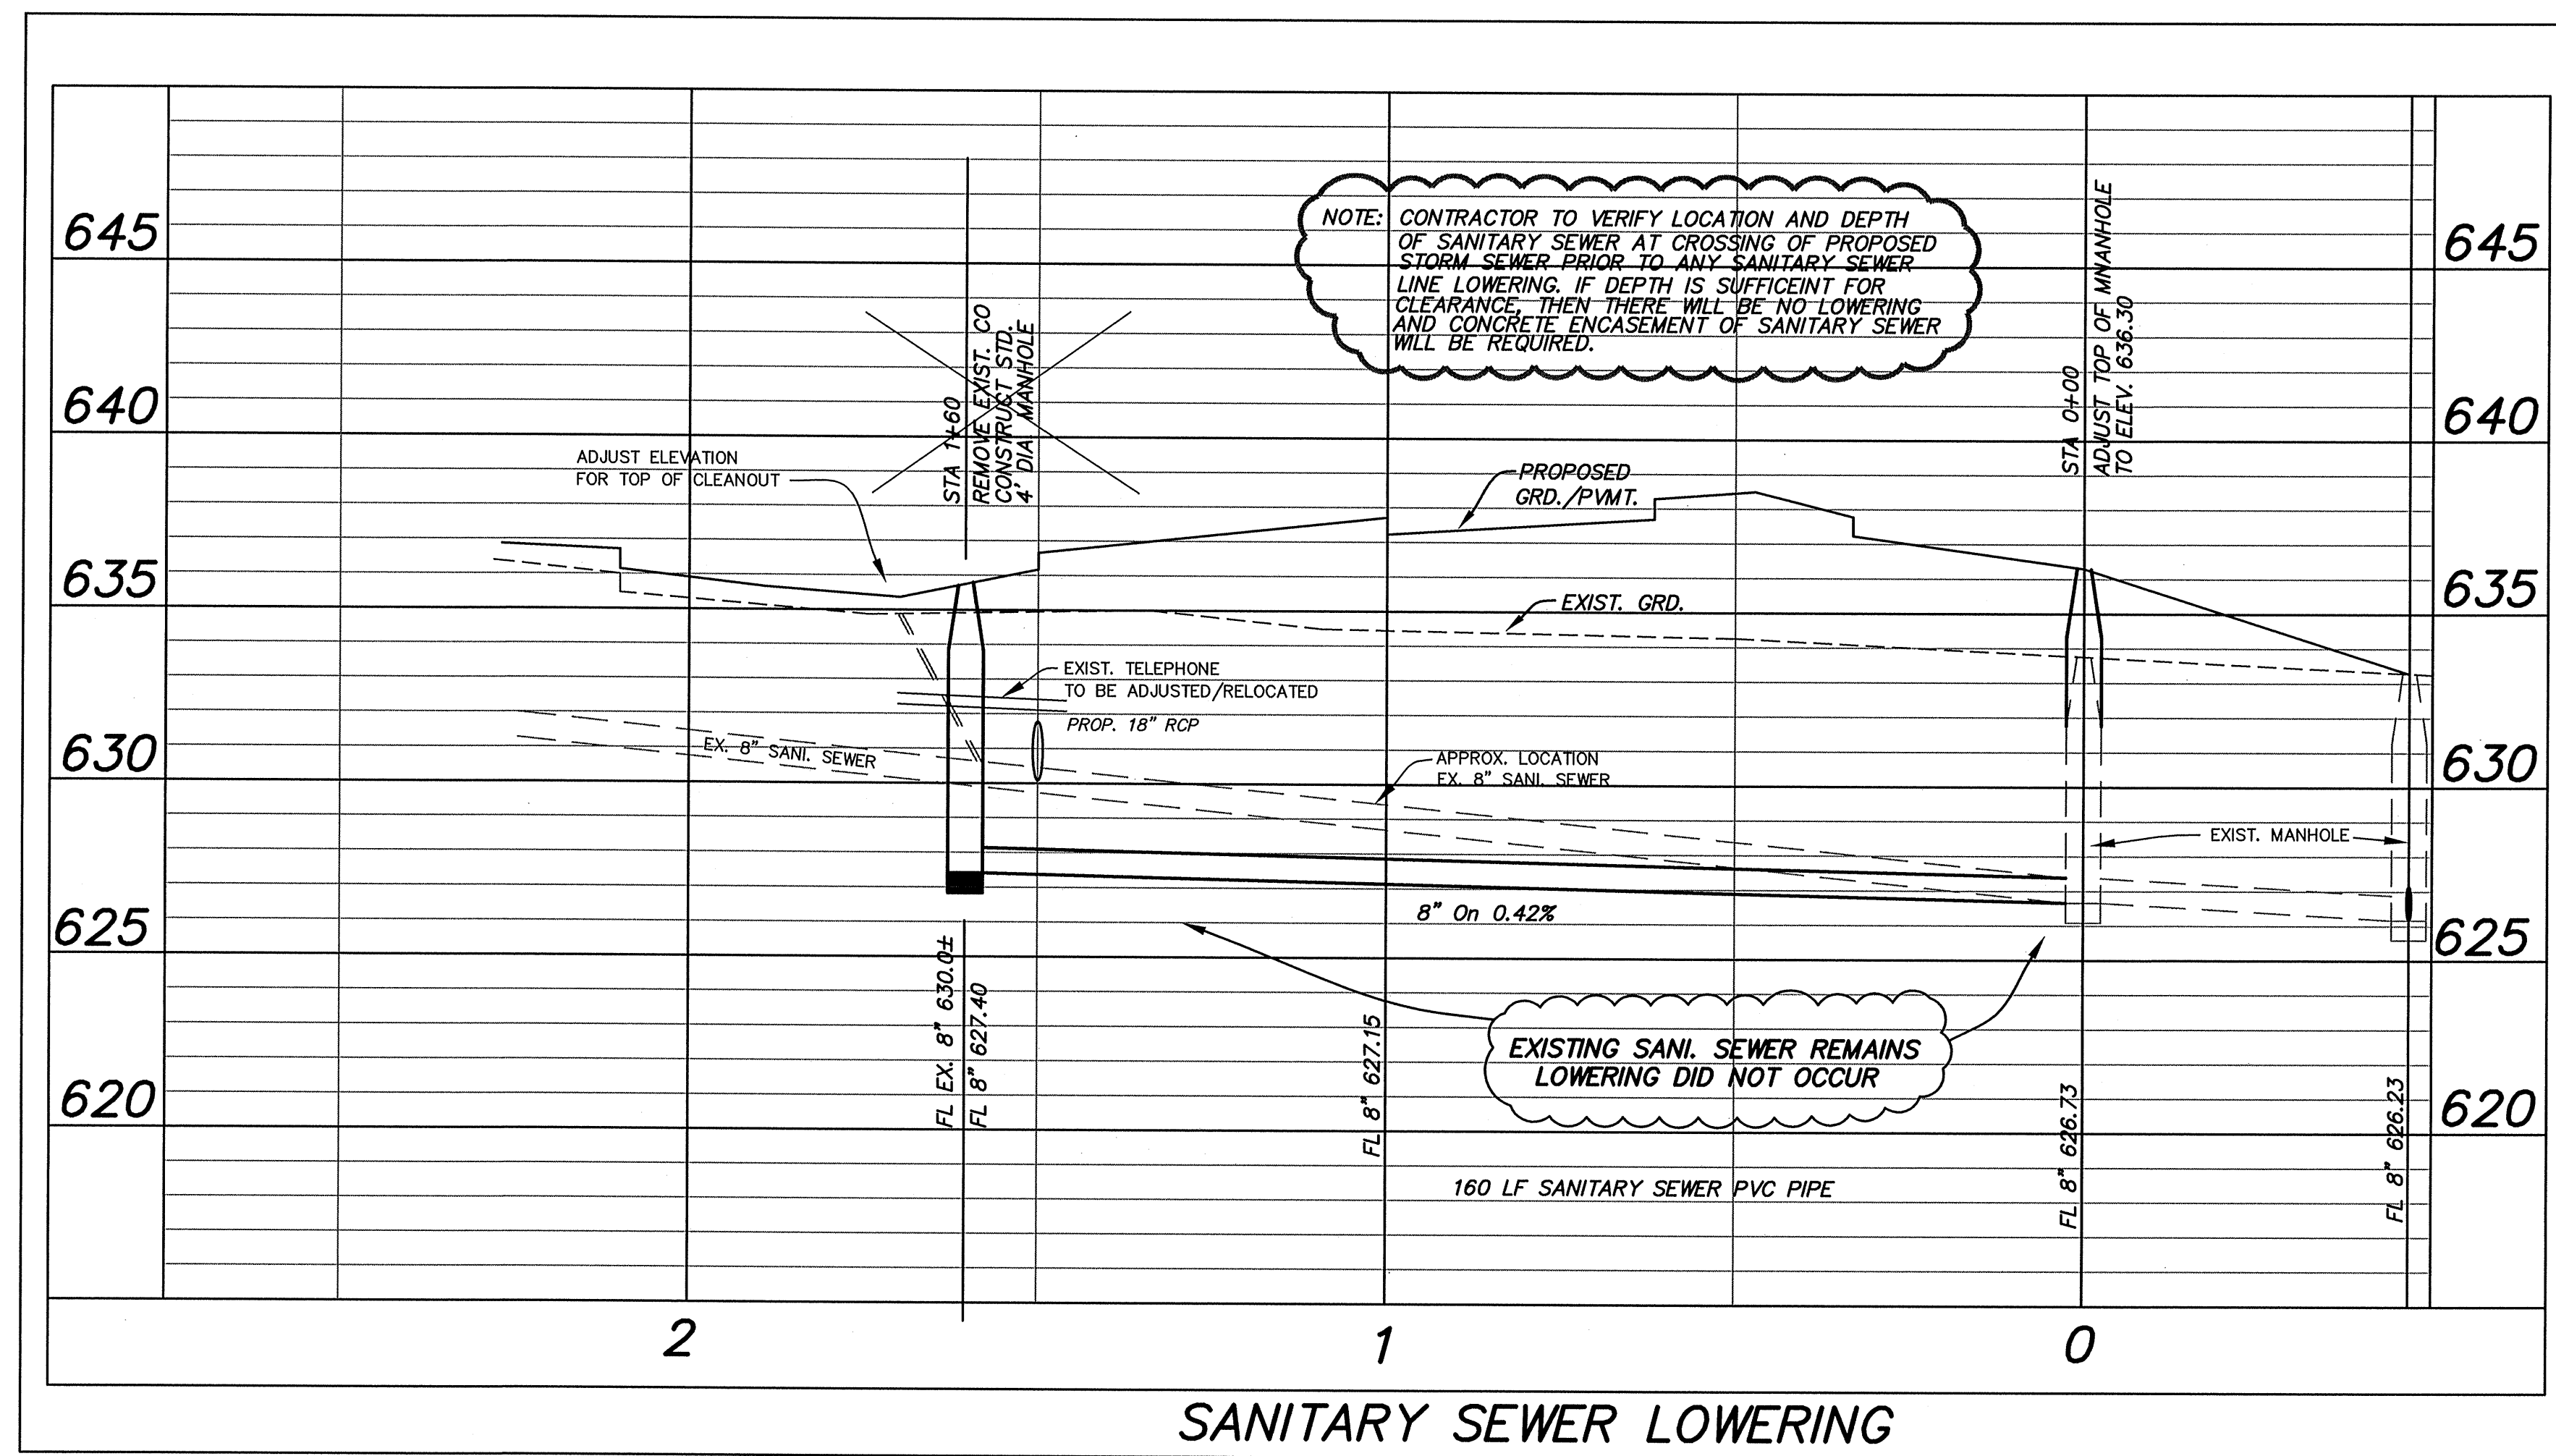 645
640
635
630
625
620
645
640
635
630
625
620
NOTE: CONTRACTOR TO VERIFY LOCATION AND DEPTH
OF SANITARY SEWER AT CROSSING OF PROPOSED
STORM SEWER PRIOR TO ANY SANITARY SEWER
LINE LOWERING. IF DEPTH IS SUFFICEINT FOR
CLEARANCE, THEN THERE WILL BE NO LOWERING
AND CONCRETE ENCASEMENT OF SANITARY SEWER
WILL BE REQUIRED.
STA 1+60
REMOVE EXIST. CO
CONSTRUCT STD.
4' DIA. MANHOLE
STA 0+00
ADJUST TOP OF MNANHOLE
TO ELEV. 636.30
ADJUST ELEVATION
FOR TOP OF CLEANOUT
PROPOSED
GRD./PVMT.
EXIST. GRD.
EXIST. TELEPHONE
TO BE ADJUSTED/RELOCATED
PROP. 18" RCP
EX. 8" SANI. SEWER
APPROX. LOCATION
EX. 8" SANI. SEWER
EXIST. MANHOLE
8" On 0.42%
FL EX. 8" 630.0±
FL 8" 627.40
FL 8" 627.15
EXISTING SANI. SEWER REMAINS
LOWERING DID NOT OCCUR
FL 8" 626.73
FL 8" 626.23
160 LF SANITARY SEWER PVC PIPE
2
1
0
SANITARY SEWER LOWERING